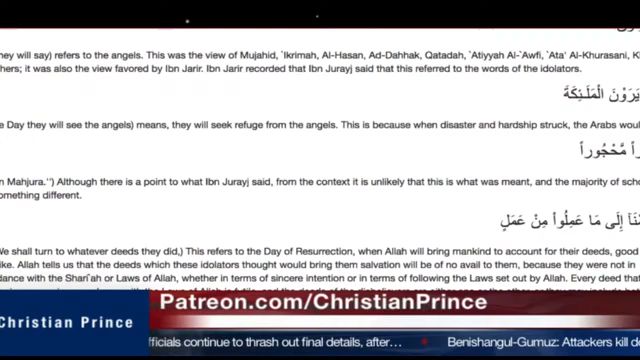 ney will say) refers to the angels. This was the view of Mujahid, `Ikrimah, Al-Hasan, Ad-Dahhak, Qatadah, `Atiyyah Al-`Awfi, `Ata' Al-Khurasani,
hers; it was also the view favored by Ibn Jarir. Ibn Jarir recorded that Ibn Jurayj said that this referred to the words of the idolators.
يَرَوْنَ الْمَلَـئِكَةَ
e Day they will see the angels) means, they will seek refuge from the angels. This is because when disaster and hardship struck, the Arabs wou
راً مَّحْجُوراً
n Mahjura.'') Although there is a point to what Ibn Jurayj said, from the context it is unlikely that this is what was meant, and the majority of sch
omething different.
إِلَى مَا عَمِلُواْ مِنْ عَمَلٍ
We shall turn to whatever deeds they did,) This refers to the Day of Resurrection, when Allah will bring mankind to account for their deeds, good
ike. Allah tells us that the deeds which these idolators thought would bring them salvation will be of no avail to them, because they were not in
dance with the Shari`ah or Laws of Allah, whether in terms of sincere intention or in terms of following the Laws set out by Allah. Every deed that
Patreon.com/ChristianPrince
Christian Prince
fficials continue to thrash out final details, after… Benishangul-Gumuz: Attackers kill d